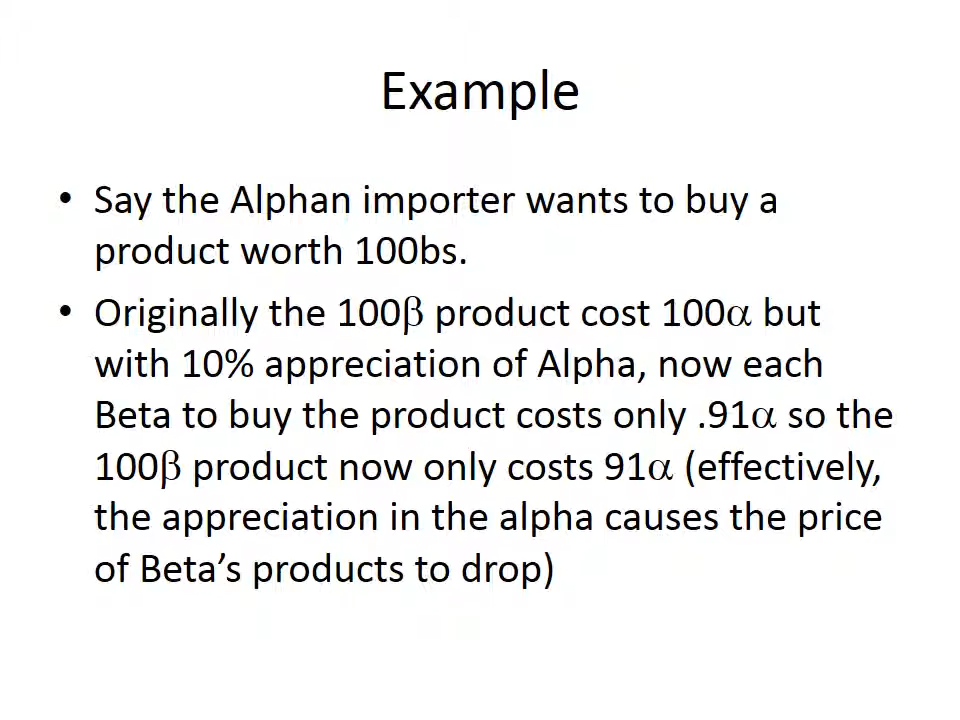 Example
• Say the Alphan importer wants to buy a
product worth 100bs.
• Originally the 100β product cost 100α but
with 10% appreciation of Alpha, now each
Beta to buy the product costs only .91α so the
100β product now only costs 91α (effectively,
the appreciation in the alpha causes the price
of Beta’s products to drop)